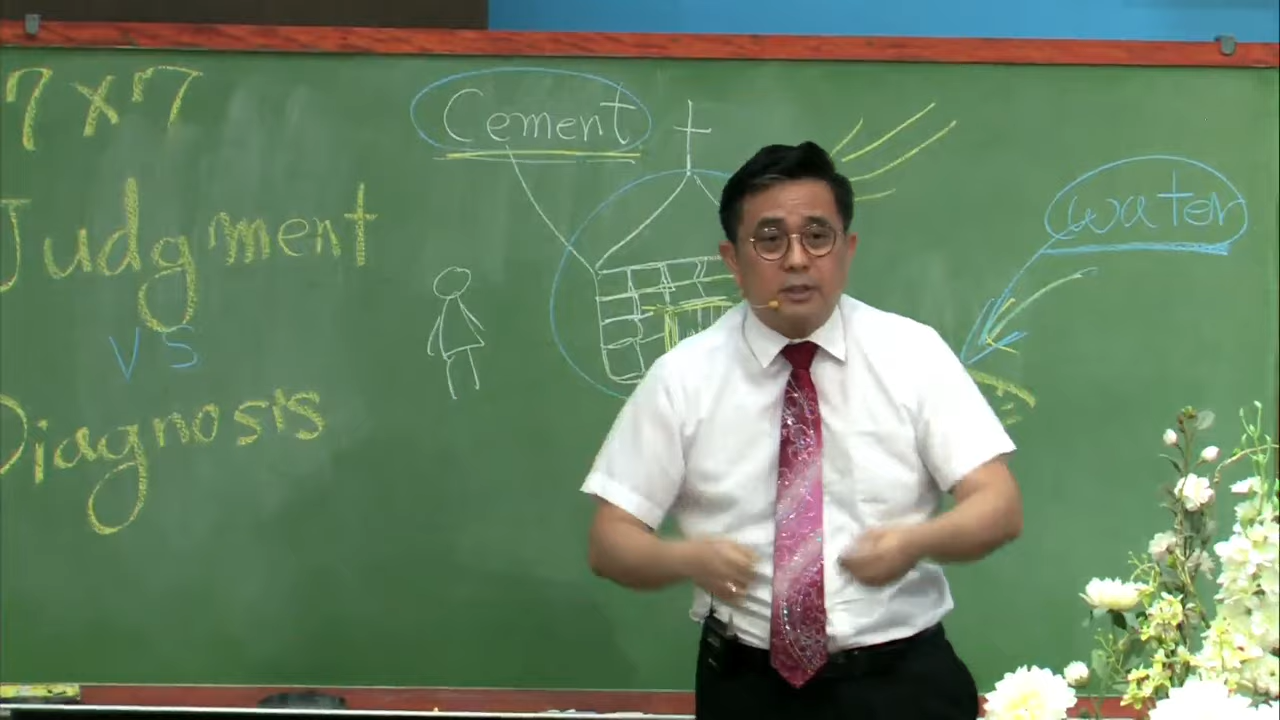 7x7
Judgment
vs
Diagnosis
Cement
water